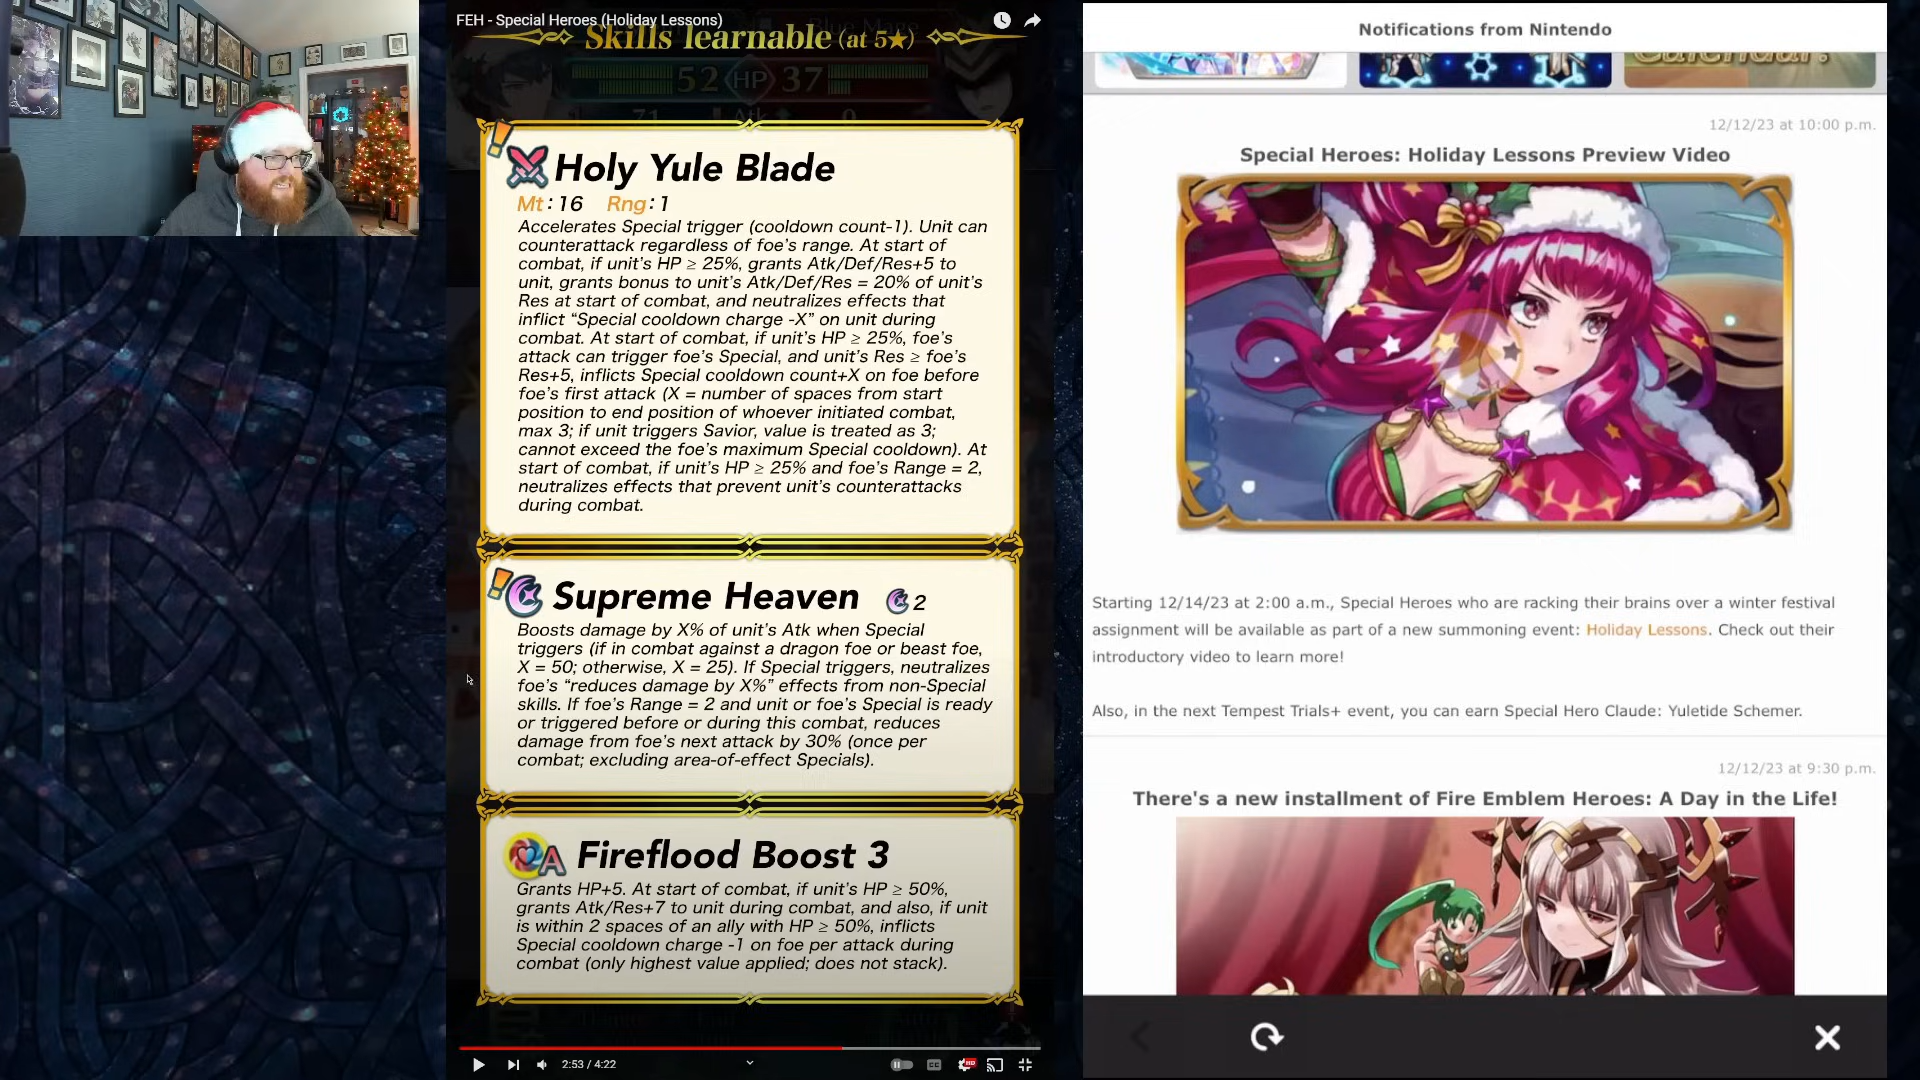 FEH - Special Heroes (Holiday Lessons)
Skills learnable (at 5★)
52 HP 37
Holy Yule Blade
Mt : 16 Rng : 1
Accelerates Special trigger (cooldown count-1). Unit can
counterattack regardless of foe's range. At start of
combat, if unit's HP ≥ 25%, grants Atk/Def/Res+5 to
unit, grants bonus to unit's Atk/Def/Res = 20% of unit's
Res at start of combat, and neutralizes effects that
inflict “Special cooldown charge -X” on unit during
combat. At start of combat, if unit's HP ≥ 25%, foe's
attack can trigger foe's Special, and unit's Res ≥ foe's
Res+5, inflicts Special cooldown count+X on foe before
foe's first attack (X = number of spaces from start
position to end position of whoever initiated combat,
max 3; if unit triggers Savior, value is treated as 3;
cannot exceed the foe's maximum Special cooldown). At
start of combat, if unit's HP ≥ 25% and foe's Range = 2,
neutralizes effects that prevent unit's counterattacks
during combat.
Supreme Heaven 2
Boosts damage by X% of unit's Atk when Special
triggers (if in combat against a dragon foe or beast foe,
X = 50; otherwise, X = 25). If Special triggers, neutralizes
foe's “reduces damage by X%” effects from non-Special
skills. If foe's Range = 2 and unit or foe's Special is ready
or triggered before or during this combat, reduces
damage from foe's next attack by 30% (once per
combat; excluding area-of-effect Specials).
A Fireflood Boost 3
Grants HP+5. At start of combat, if unit's HP ≥ 50%,
grants Atk/Res+7 to unit during combat, and also, if unit
is within 2 spaces of an ally with HP ≥ 50%, inflicts
Special cooldown charge -1 on foe per attack during
combat (only highest value applied; does not stack).
2:53 / 4:22
Notifications from Nintendo
12/12/23 at 10:00 p.m.
Special Heroes: Holiday Lessons Preview Video
Starting 12/14/23 at 2:00 a.m., Special Heroes who are racking their brains over a winter festival
assignment will be available as part of a new summoning event: Holiday Lessons. Check out their
introductory video to learn more!
Also, in the next Tempest Trials+ event, you can earn Special Hero Claude: Yuletide Schemer.
12/12/23 at 9:30 p.m.
There's a new installment of Fire Emblem Heroes: A Day in the Life!